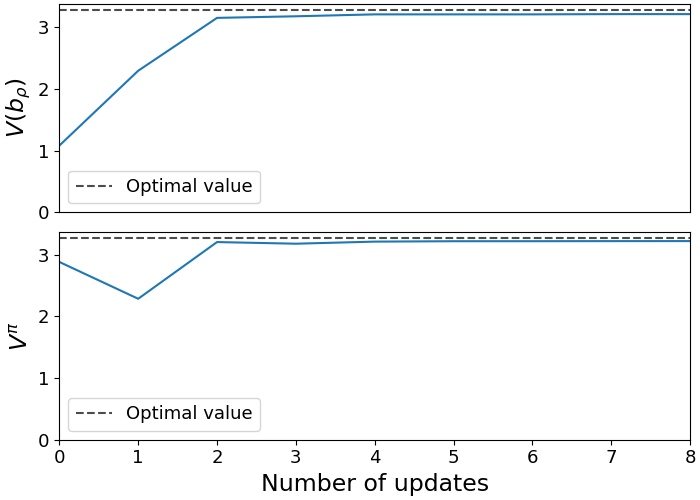 3
2
1
0
V(b_ρ)
Optimal value
3
2
1
0
V^π
Optimal value
0 1 2 3 4 5 6 7 8
Number of updates